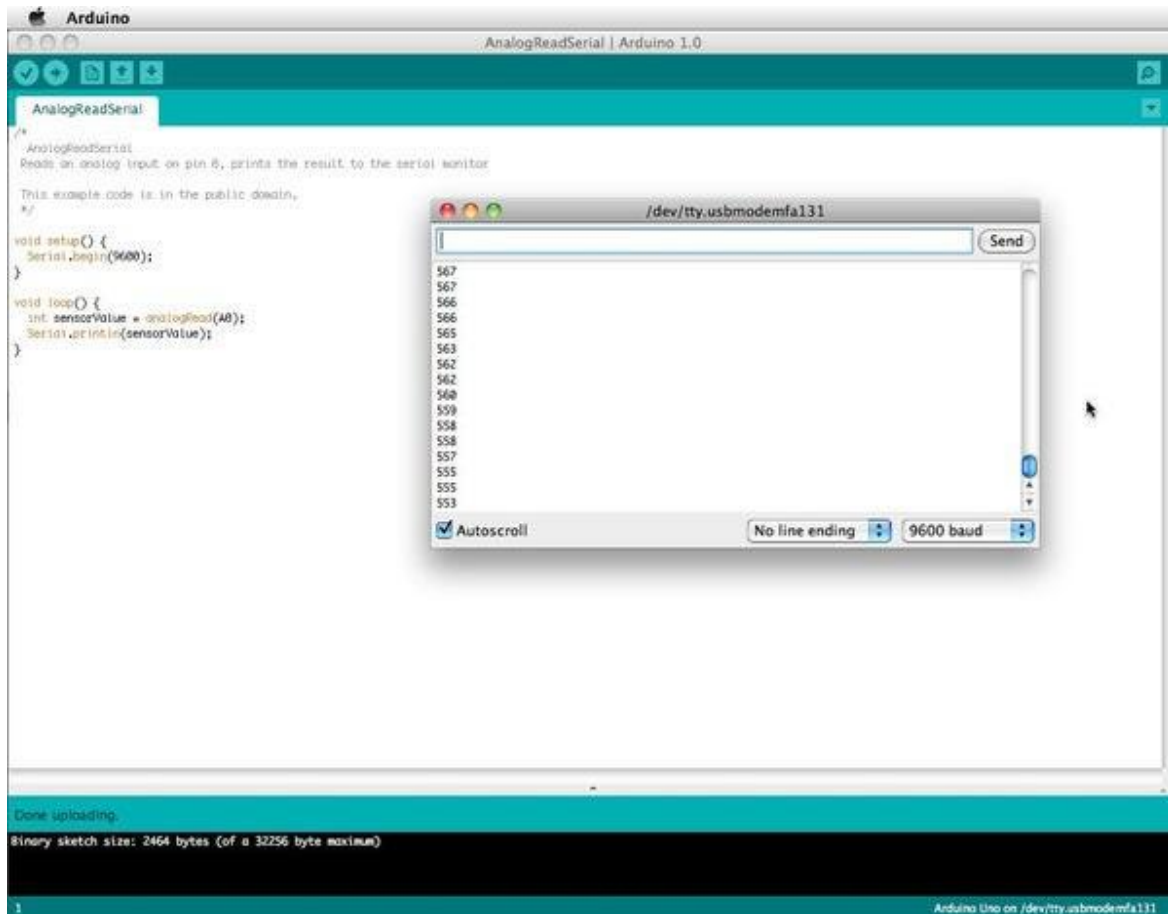 Arduino
AnalogReadSerial | Arduino 1.0
AnalogReadSerial
/*
AnalogReadSerial
Reads an analog input on pin 0, prints the result to the serial monitor
This example code is in the public domain.
*/
void setup() {
Serial.begin(9600);
}
void loop() {
int sensorValue = analogRead(A0);
Serial.println(sensorValue);
}
/dev/tty.usbmodemfa131
Send
567
567
566
566
565
563
562
562
560
559
558
558
557
555
555
553
Autoscroll
No line ending
9600 baud
Done uploading.
Binary sketch size: 2464 bytes (of a 32256 byte maximum)
1
Arduino Uno on /dev/tty.usbmodemfa131